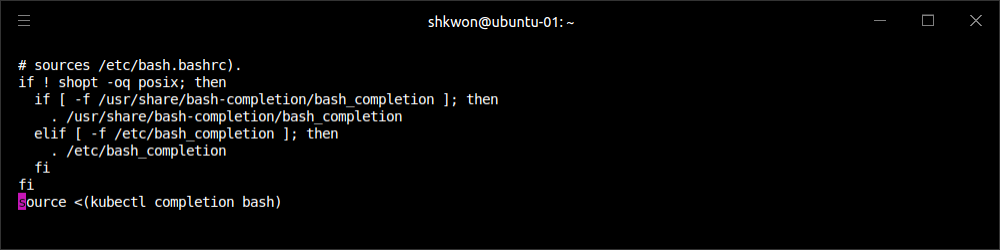 shkwon@ubuntu-01: ~
# sources /etc/bash.bashrc).
if ! shopt -oq posix; then
  if [ -f /usr/share/bash-completion/bash_completion ]; then
    . /usr/share/bash-completion/bash_completion
  elif [ -f /etc/bash_completion ]; then
    . /etc/bash_completion
  fi
fi
source <(kubectl completion bash)